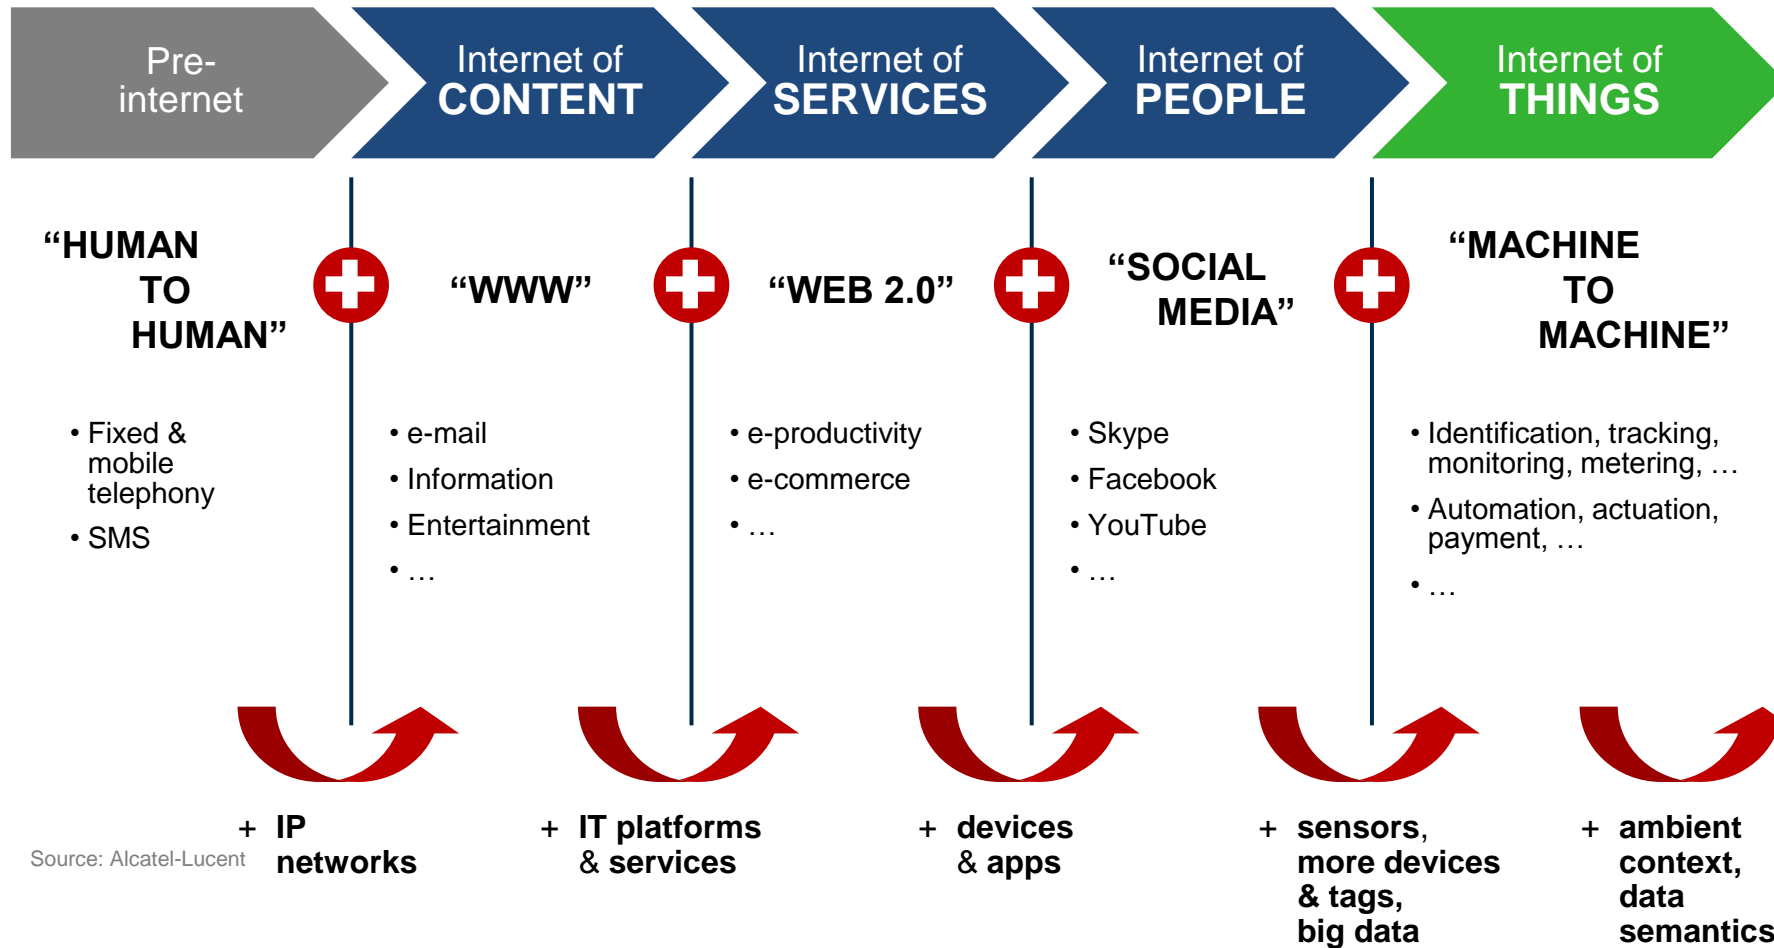 Pre-
internet
Internet of
CONTENT
Internet of
SERVICES
Internet of
PEOPLE
Internet of
THINGS
“HUMAN
TO
HUMAN”
“WWW”
“WEB 2.0”
“SOCIAL
MEDIA”
“MACHINE
TO
MACHINE”
• Fixed &
mobile
telephony
• SMS
• e-mail
• Information
• Entertainment
• …
• e-productivity
• e-commerce
• …
• Skype
• Facebook
• YouTube
• …
• Identification, tracking,
monitoring, metering, …
• Automation, actuation,
payment, …
• …
+ IP
networks
+ IT platforms
& services
+ devices
& apps
+ sensors,
more devices
& tags,
big data
+ ambient
context,
data
semantics
Source: Alcatel-Lucent